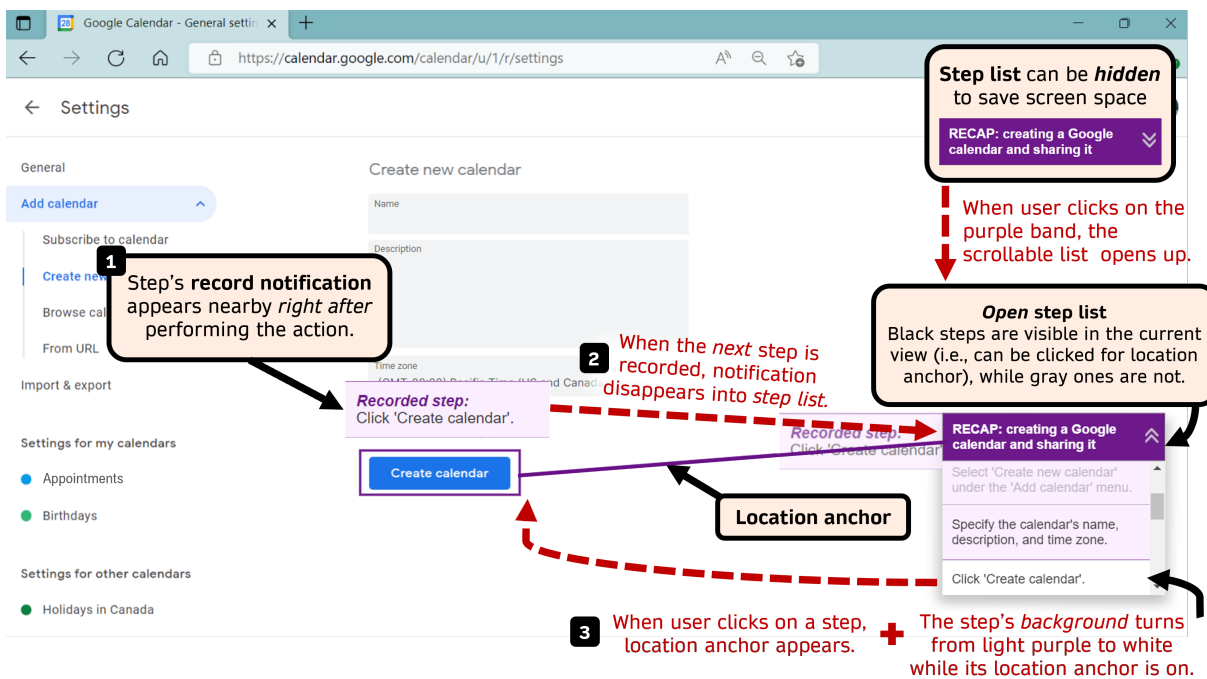 28
Google Calendar - General settin
https://calendar.google.com/calendar/u/1/r/settings
Settings
General
Add calendar
Subscribe to calendar
Create new
Browse cal
From URL
Import & export
Settings for my calendars
Appointments
Birthdays
Settings for other calendars
Holidays in Canada
Create new calendar
Name
Description
Time zone
(GMT-08:00) Pacific Time (US and Canada
1
Step's record notification
appears nearby right after
performing the action.
Recorded step:
Click 'Create calendar'.
Create calendar
2
When the next step is
recorded, notification
disappears into step list.
Recorded step:
Click 'Create calendar'
Location anchor
Step list can be hidden
to save screen space
RECAP: creating a Google
calendar and sharing it
When user clicks on the
purple band, the
scrollable list opens up.
Open step list
Black steps are visible in the current
view (i.e., can be clicked for location
anchor), while gray ones are not.
RECAP: creating a Google
calendar and sharing it
Select 'Create new calendar'
under the 'Add calendar' menu.
Specify the calendar's name,
description, and time zone.
Click 'Create calendar'.
3
When user clicks on a step,
location anchor appears.
+
The step's background turns
from light purple to white
while its location anchor is on.